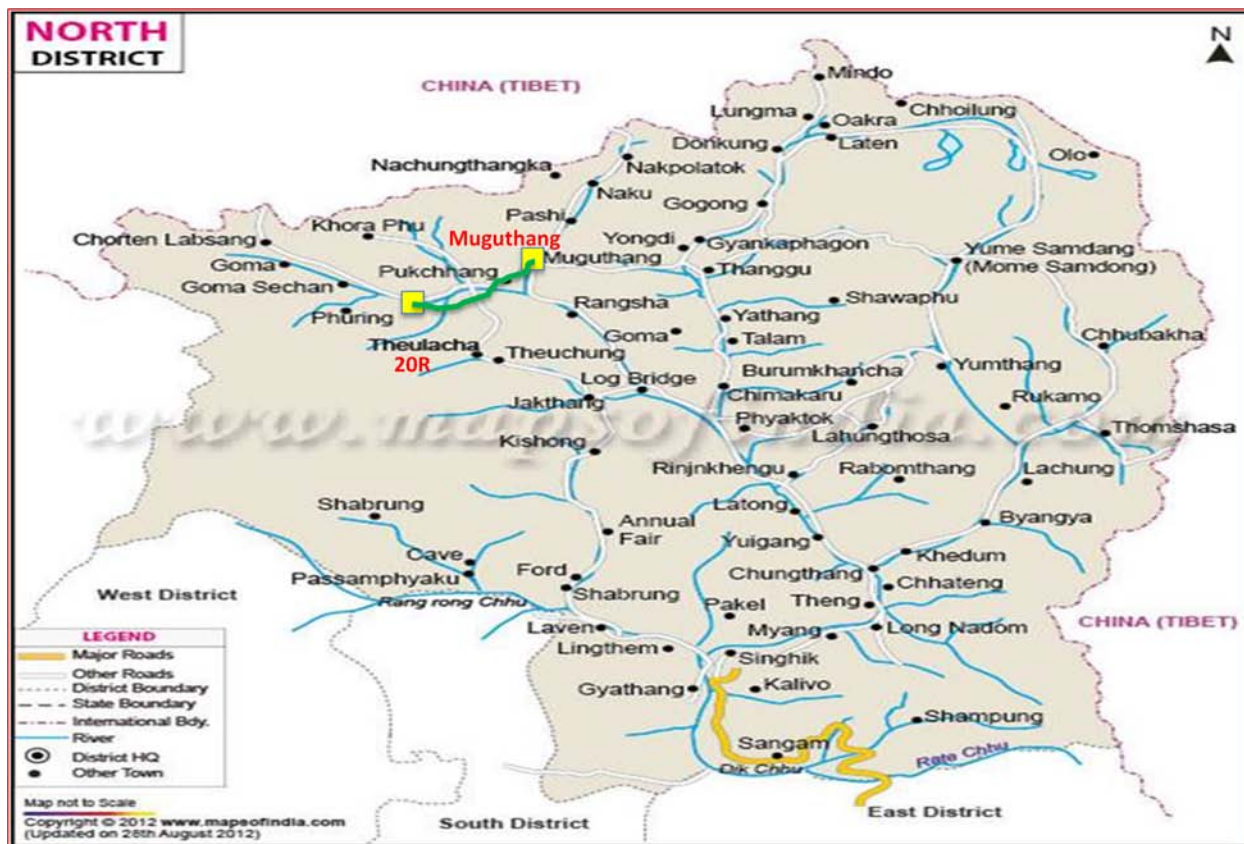 NORTH
DISTRICT
N
CHINA (TIBET)
Mindo
Lungma
Chhoilung
Oakra
Donkung
Laten
Olo
Nachungthangka
Nakpolatok
Naku
Gogong
Khora Phu
Pashi
Chorten Labsang
Muguthang
Yongdi
Gyankaphagon
Goma
Pukchhang
Muguthang
Thanggu
Yume Samdang
(Mome Samdong)
Goma Sechan
Rangsha
Shawaphu
Phuring
Yathang
Goma
Talam
Chhubakha
Theulacha
20R
Theuchung
Burumkhancha
Yumthang
Log Bridge
Chimakaru
Rukamo
Jakthang
www.mapsofindia.com
Phyaktok
Lahungthosa
Thomshasa
Kishong
Rinjnkhengu
Rabomthang
Lachung
Shabrung
Latong
Annual
Fair
Byangya
Yuigang
Cave
Khedum
Passamphyaku
Ford
Chungthang
Chhateng
West District
Rang rong Chhu
Shabrung
Pakel
Theng
CHINA (TIBET)
Laven
Myang
Long Nadom
Lingthem
Singhik
Gyathang
Kalivo
Shampung
Sangam
Dik Chhu
Rate Chhu
East District
South District
LEGEND
Major Roads
Other Roads
District Boundary
State Boundary
International Bdy.
River
District HQ
Other Town
Map not to Scale
Copyright © 2012 www.mapsofindia.com
(Updated on 28th August 2012)